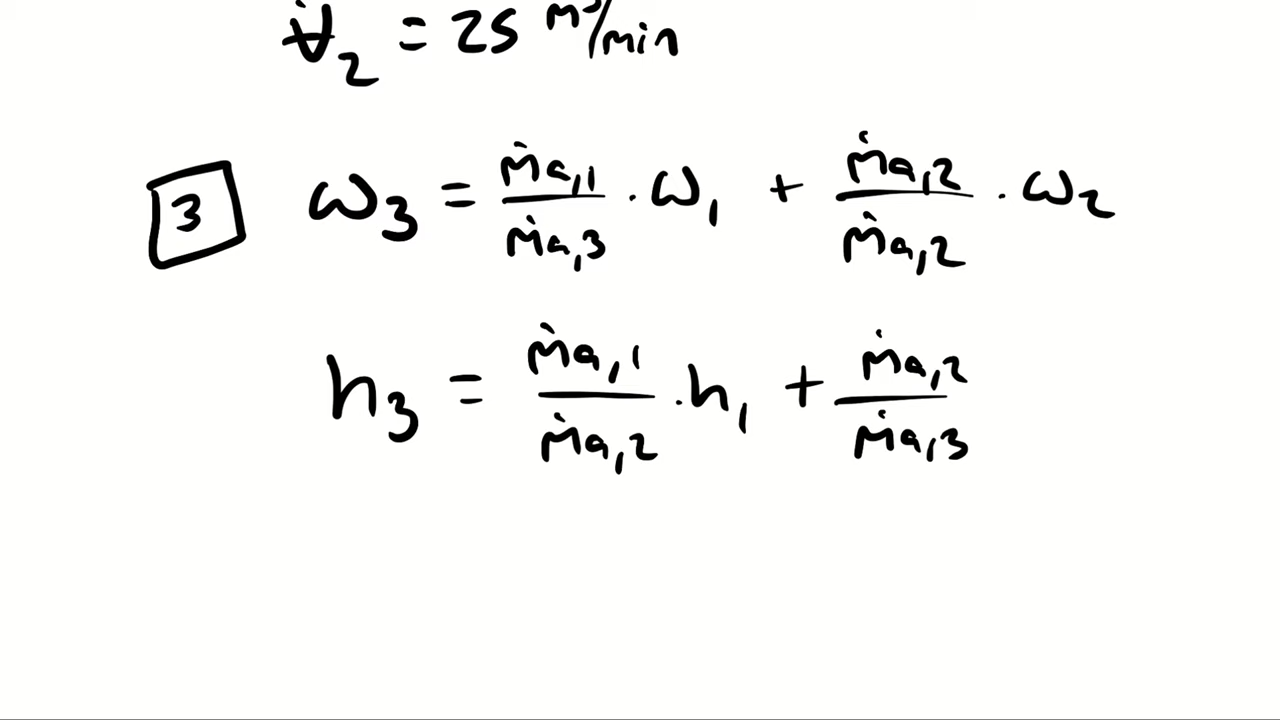 V̇₂ = 25 m³/min
3 ω₃ = ṁa,1/ṁa,3 · ω₁ + ṁa,2/ṁa,2 · ω₂
h₃ = ṁa,1/ṁa,2 · h₁ + ṁa,2/ṁa,3